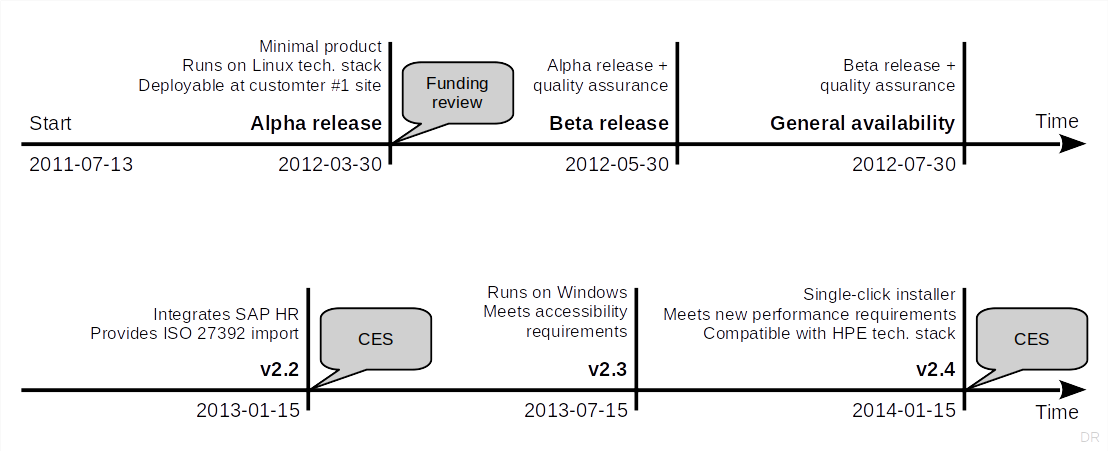 Minimal product
Runs on Linux tech. stack
Deployable at customter #1 site
Funding
review
Alpha release +
quality assurance
Beta release +
quality assurance
Start
Alpha release
Beta release
General availability
Time
2011-07-13
2012-03-30
2012-05-30
2012-07-30
Integrates SAP HR
Provides ISO 27392 import
CES
Runs on Windows
Meets accessibility
requirements
Single-click installer
Meets new performance requirements
Compatible with HPE tech. stack
CES
v2.2
v2.3
v2.4
2013-01-15
2013-07-15
2014-01-15
Time
DR